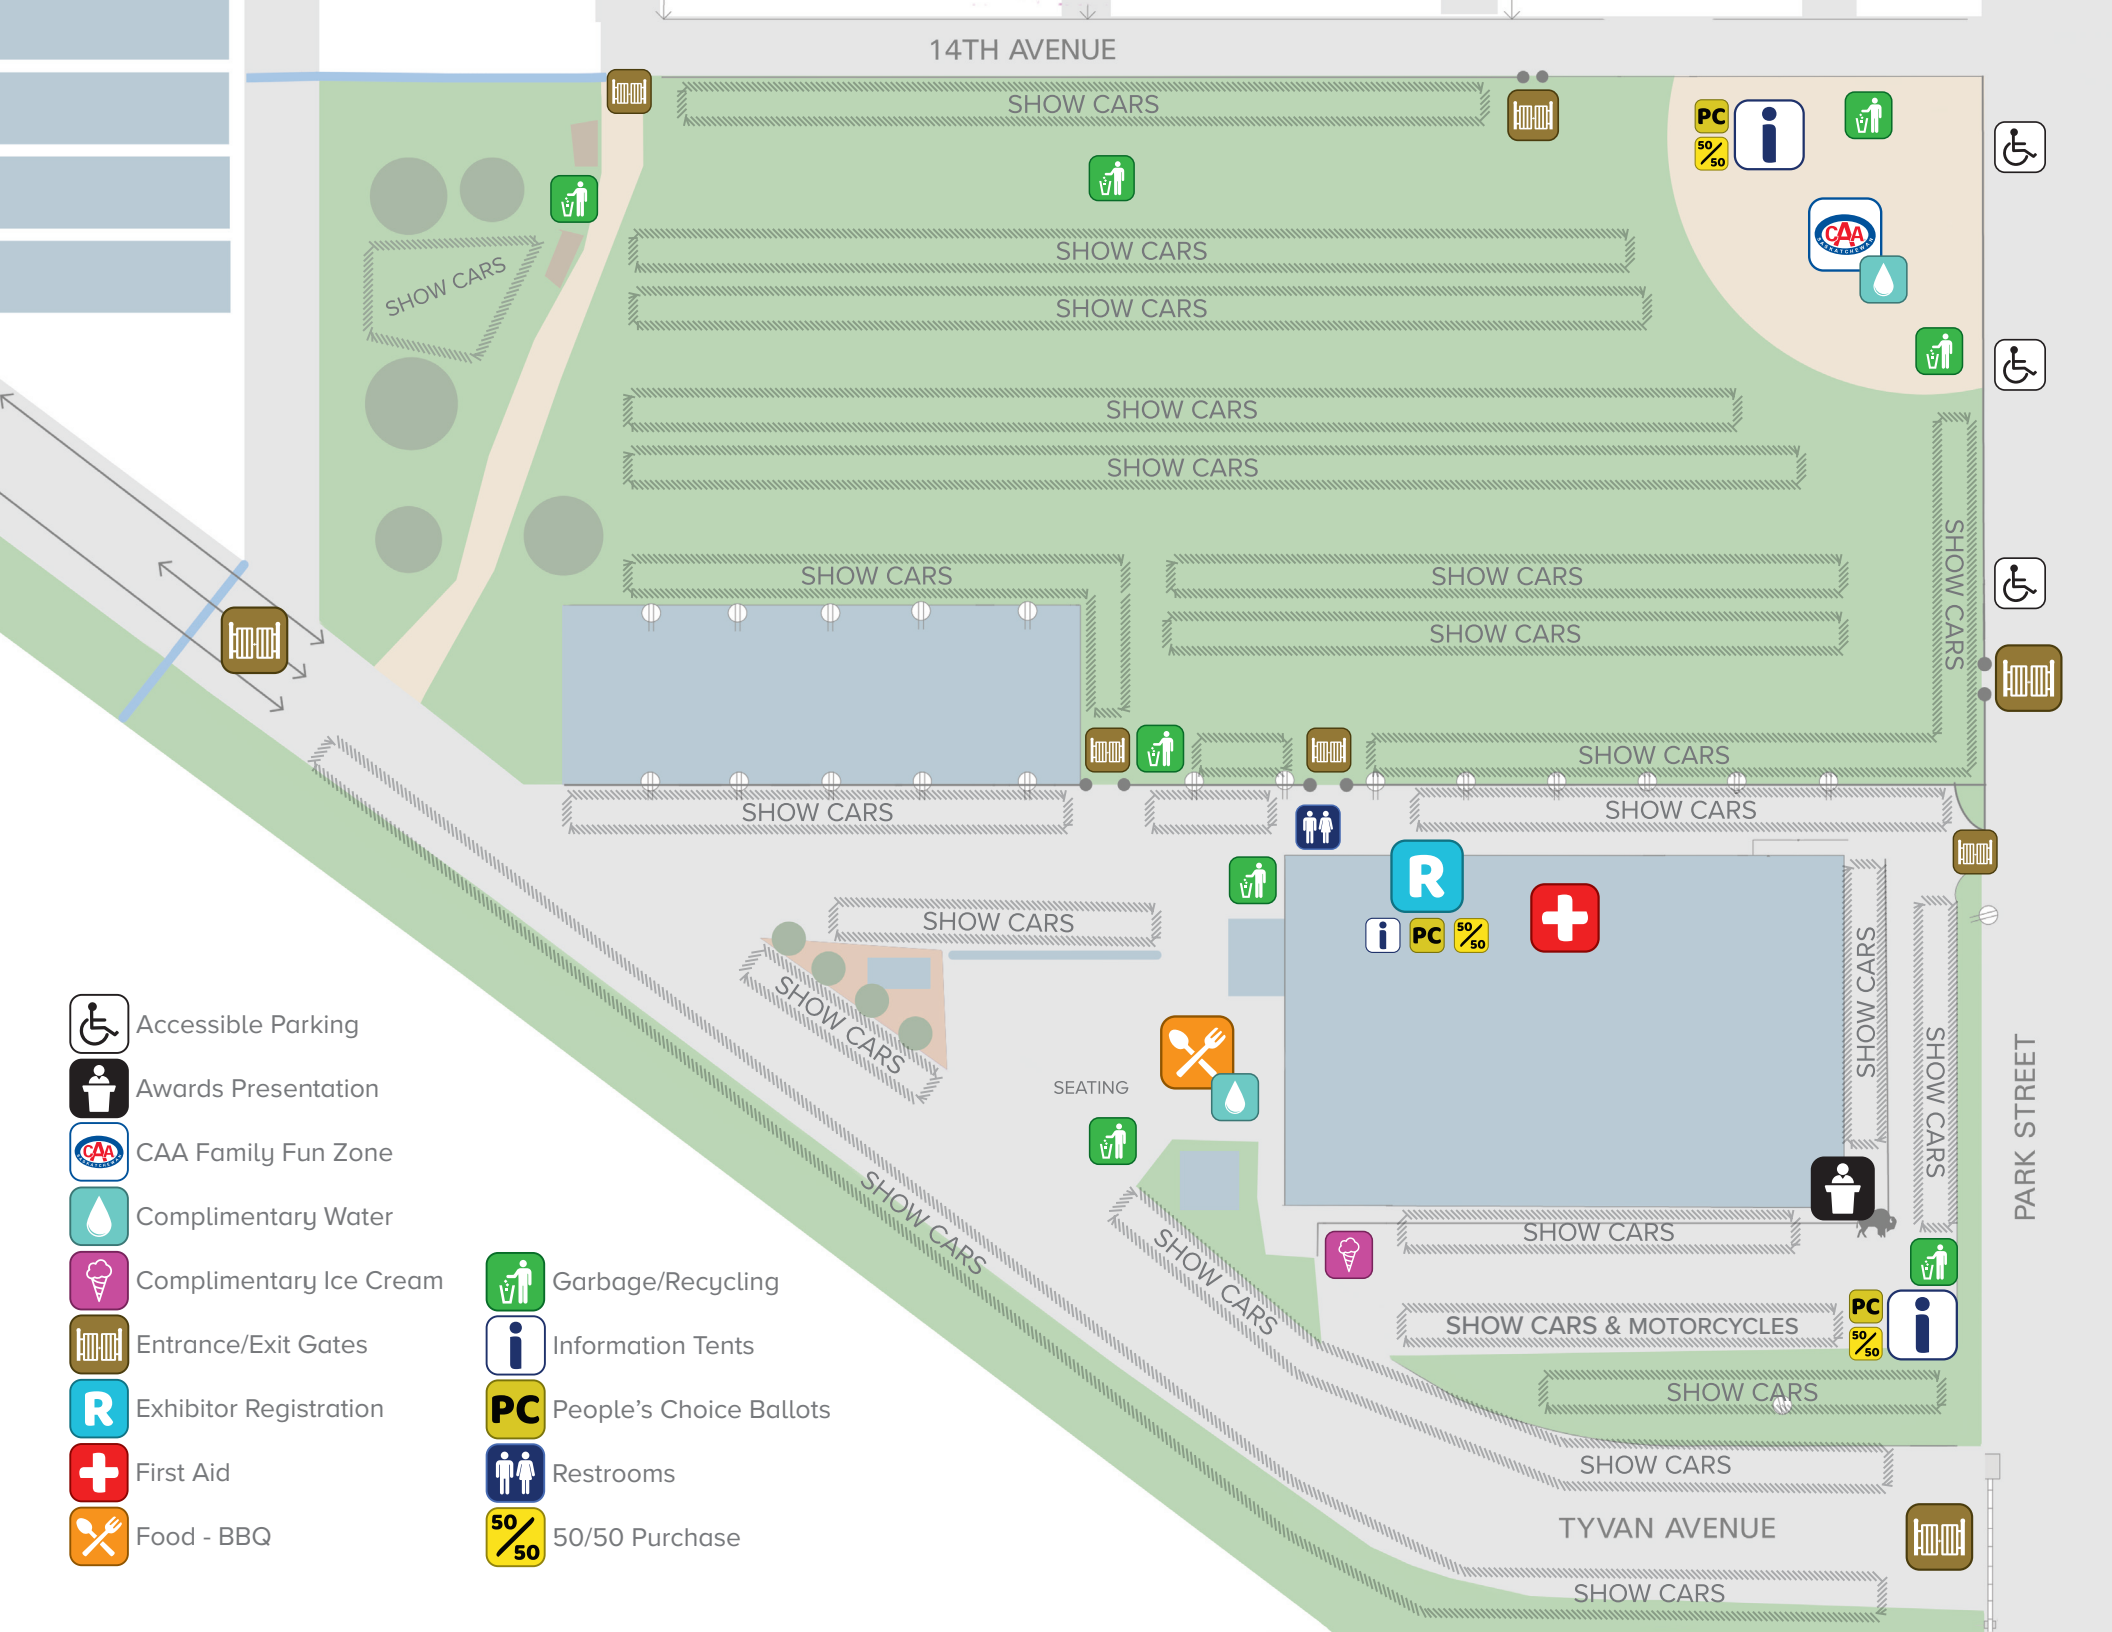 14TH AVENUE
SHOW CARS
PC
50/50
i
CAA
SASKATCHEWAN
SHOW CARS
SHOW CARS
SHOW CARS
SHOW CARS
SHOW CARS
SHOW CARS
SHOW CARS
SHOW CARS
SHOW CARS
SHOW CARS
SHOW CARS
SHOW CARS
R
i
PC
50/50
SHOW CARS
SHOW CARS
SHOW CARS
SHOW CARS
PARK STREET
SEATING
SHOW CARS
SHOW CARS
SHOW CARS
SHOW CARS & MOTORCYCLES
PC
50/50
i
SHOW CARS
SHOW CARS
TYVAN AVENUE
SHOW CARS
Accessible Parking
Awards Presentation
CAA
SASKATCHEWAN
CAA Family Fun Zone
Complimentary Water
Complimentary Ice Cream
Entrance/Exit Gates
R Exhibitor Registration
First Aid
Food - BBQ
Garbage/Recycling
i Information Tents
PC People's Choice Ballots
Restrooms
50/50 50/50 Purchase